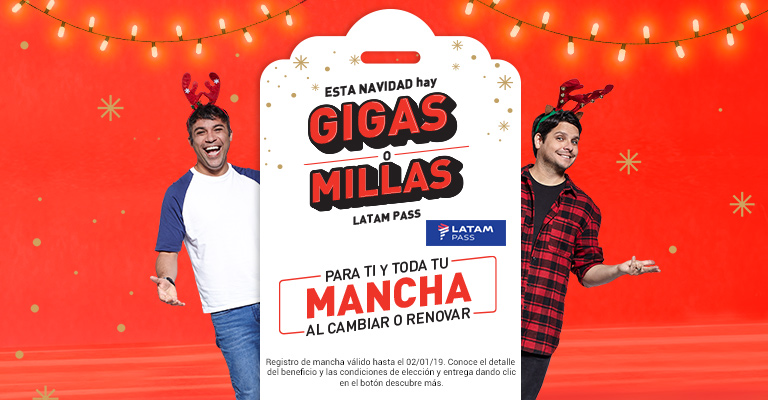 ESTA NAVIDAD hay
GIGAS
O
MILLAS
LATAM PASS
LATAM
PASS
PARA TI Y TODA TU
MANCHA
AL CAMBIAR O RENOVAR
Registro de mancha válido hasta el 02/01/19. Conoce el detalle
del beneficio y las condiciones de elección y entrega dando clic
en el botón descubre más.